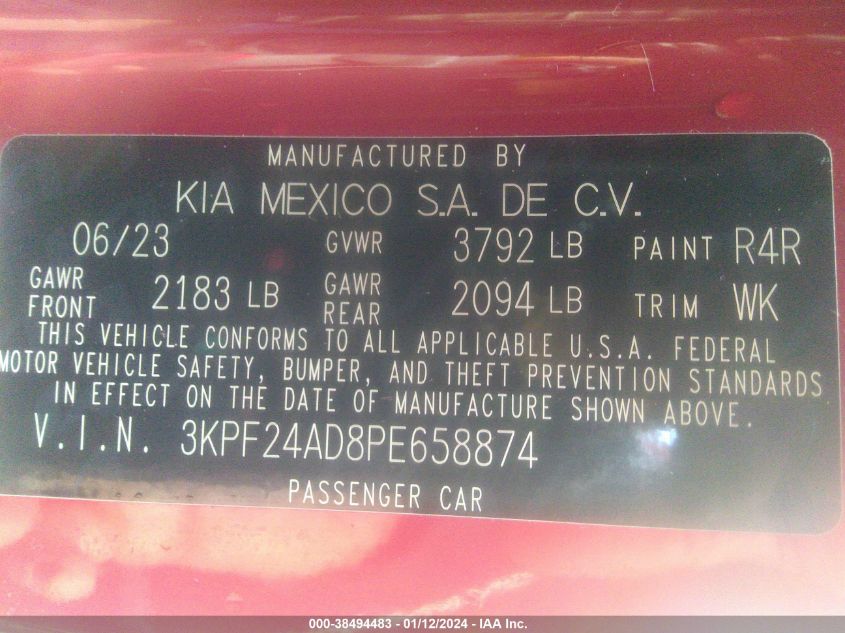 MANUFACTURED BY
KIA MEXICO S.A. DE C.V.
06/23 GVWR 3792 LB PAINT R4R
GAWR FRONT 2183 LB GAWR REAR 2094 LB TRIM WK
THIS VEHICLE CONFORMS TO ALL APPLICABLE U.S.A. FEDERAL
MOTOR VEHICLE SAFETY, BUMPER, AND THEFT PREVENTION STANDARDS
IN EFFECT ON THE DATE OF MANUFACTURE SHOWN ABOVE.
V.I.N. 3KPF24AD8PE658874
PASSENGER CAR
000-38494483 - 01/12/2024 - IAA Inc.